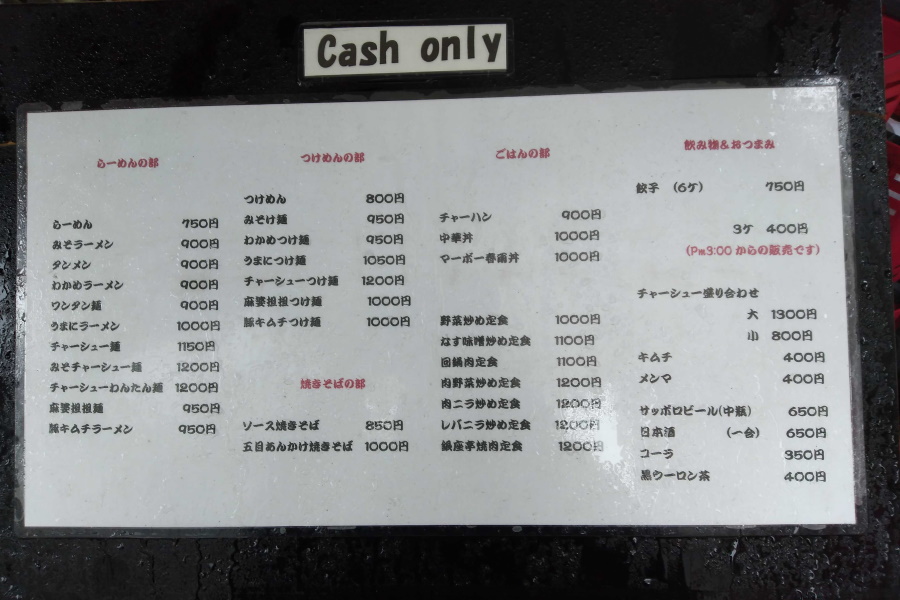 Cash only
らーめんの部
らーめん 750円
みそラーメン 900円
タンメン 900円
わかめラーメン 900円
ワンタン麺 900円
うまにラーメン 1000円
チャーシュー麺 1150円
みそチャーシュー麺 1200円
チャーシューわんたん麺 1200円
麻婆担担麺 950円
豚キムチラーメン 950円
つけめんの部
つけめん 800円
みそけ麺 950円
わかめつけ麺 950円
うまにつけ麺 1050円
チャーシューつけ麺 1200円
麻婆担担つけ麺 1000円
豚キムチつけ麺 1000円
焼きそばの部
ソース焼きそば 850円
五目あんかけ焼きそば 1000円
ごはんの部
チャーハン 900円
中華丼 1000円
マーボー春雨丼 1000円
野菜炒め定食 1000円
なす味噌炒め定食 1100円
回鍋肉定食 1100円
肉野菜炒め定食 1200円
肉ニラ炒め定食 1200円
レバニラ炒め定食 1200円
銀座亭焼肉定食 1200円
飲み物&おつまみ
餃子 (6ケ) 750円
3ケ 400円
(Pm3:00からの販売です)
チャーシュー盛り合わせ
大 1300円
小 800円
キムチ 400円
メンマ 400円
サッポロビール(中瓶) 650円
日本酒 (一合) 650円
コーラ 350円
黒ウーロン茶 400円